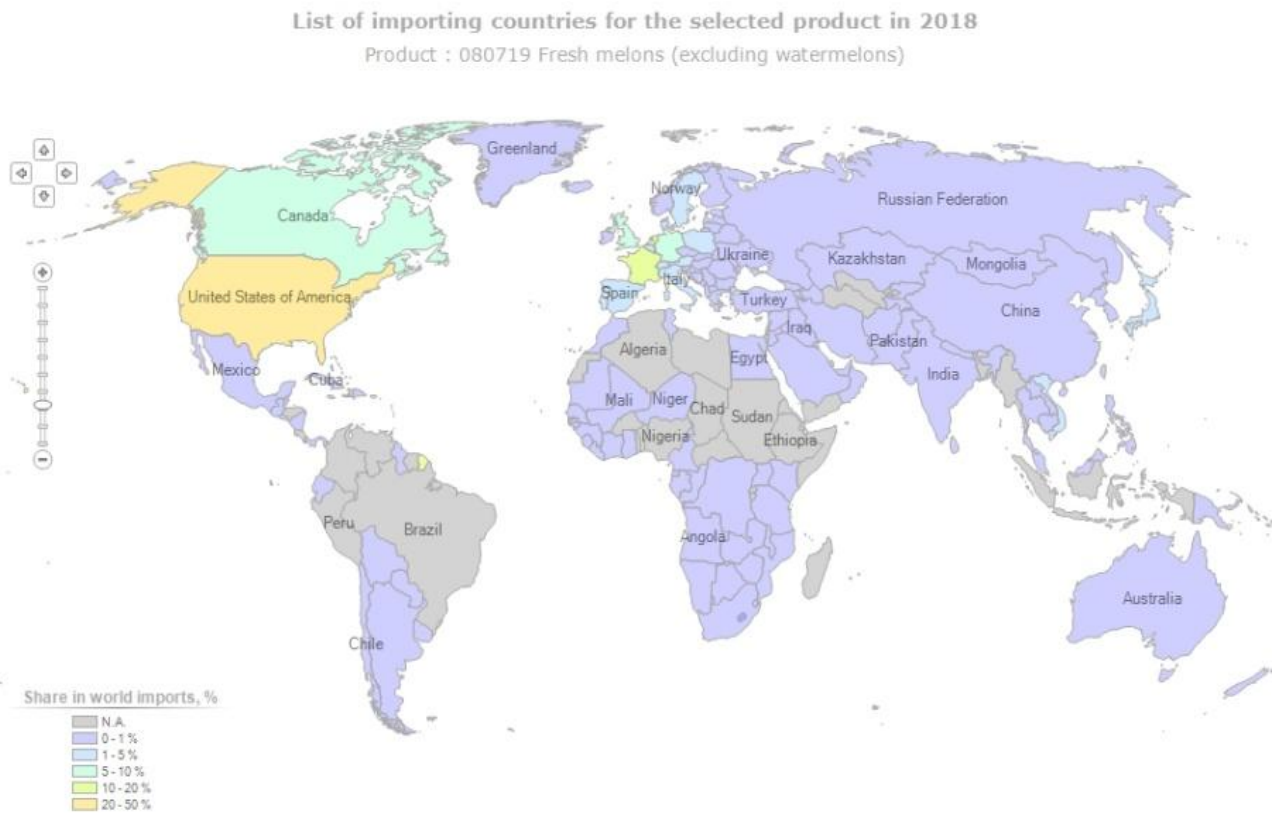 List of importing countries for the selected product in 2018
Product : 080719 Fresh melons (excluding watermelons)
Greenland
Norway
Russian Federation
Canada
Ukraine
Kazakhstan
Mongolia
Italy
Spain
United States of America
Turkey
China
Iraq
Pakistan
Algeria
Egypt
Mexico
Cuba
India
Mali
Niger
Chad
Sudan
Nigeria
Ethiopia
Peru
Brazil
Angola
Australia
Chile
Share in world imports, %
N.A.
0 - 1 %
1 - 5 %
5 - 10 %
10 - 20 %
20 - 50 %